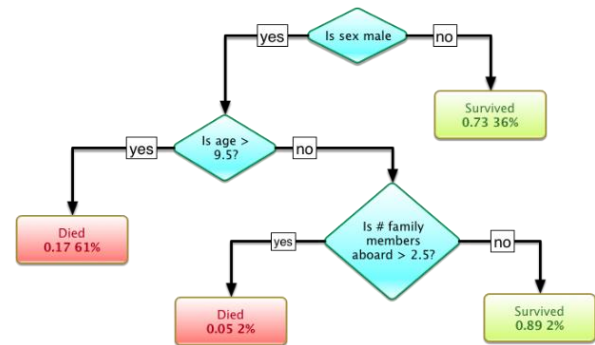 Is sex male
yes
no
Survived
0.73 36%
Is age >
9.5?
yes
no
Died
0.17 61%
Is # family
members
aboard > 2.5?
yes
no
Died
0.05 2%
Survived
0.89 2%